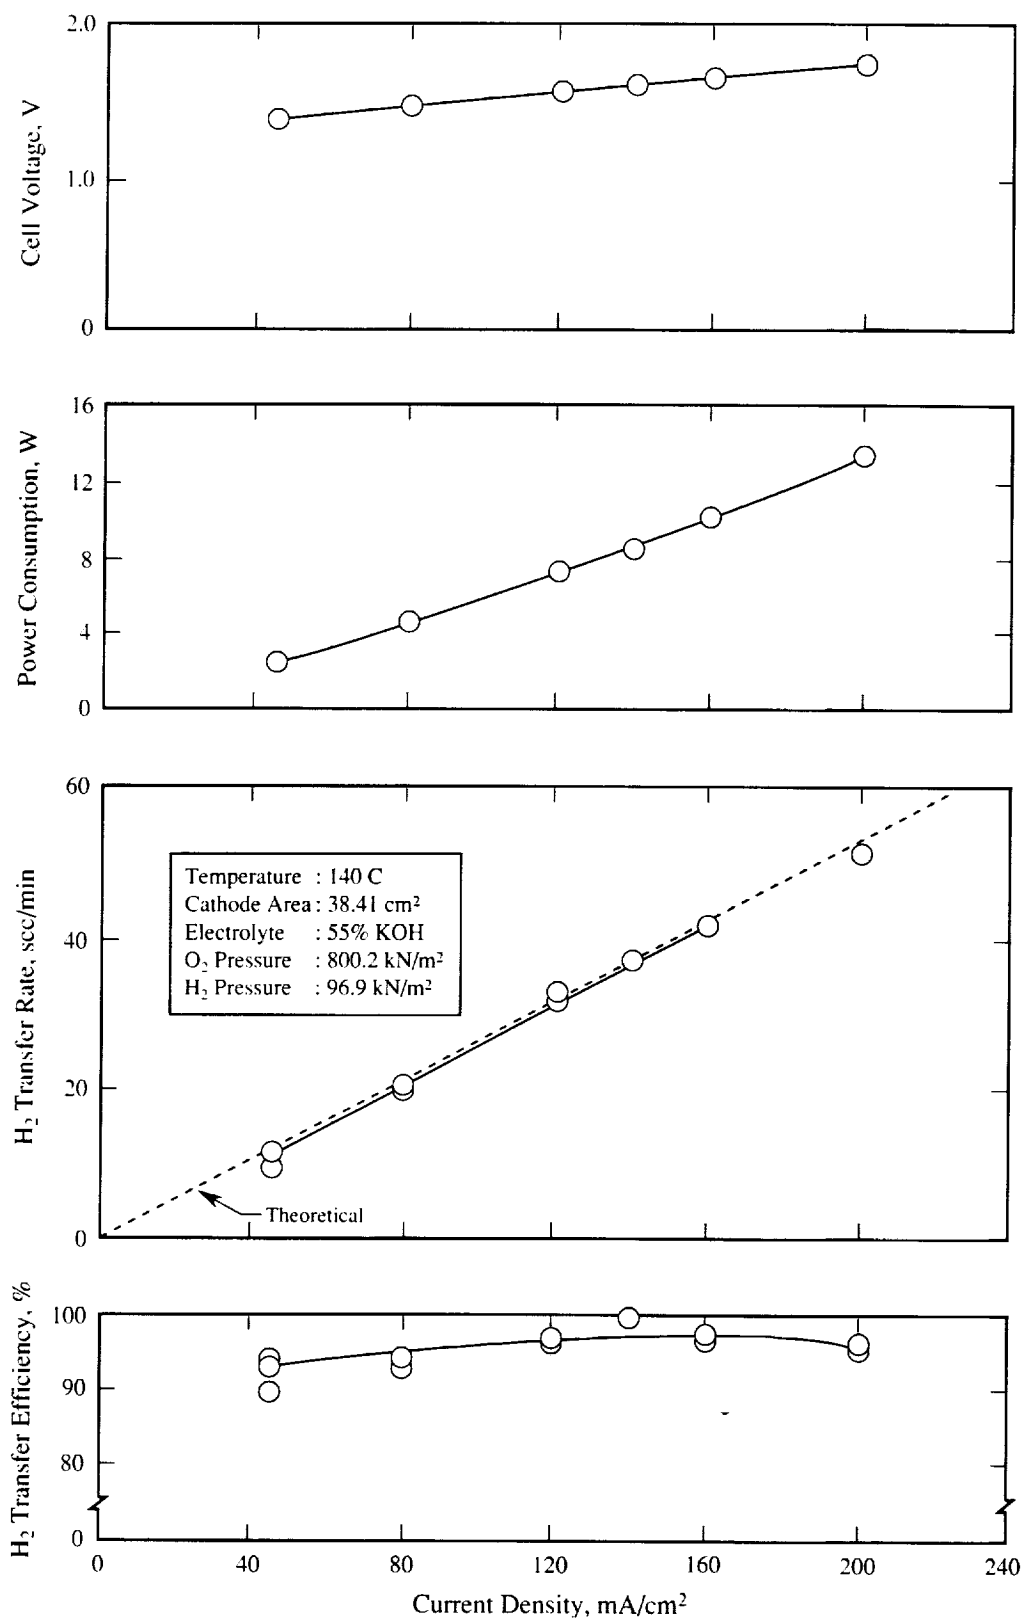 2.0
1.0
0
Cell Voltage, V
16
12
8
4
0
Power Consumption, W
60
40
20
0
H₂ Transfer Rate, scc/min
Temperature : 140 C
Cathode Area : 38.41 cm²
Electrolyte : 55% KOH
O₂ Pressure : 800.2 kN/m²
H₂ Pressure : 96.9 kN/m²
Theoretical
100
90
80
0
H₂ Transfer Efficiency, %
0 40 80 120 160 200 240
Current Density, mA/cm²